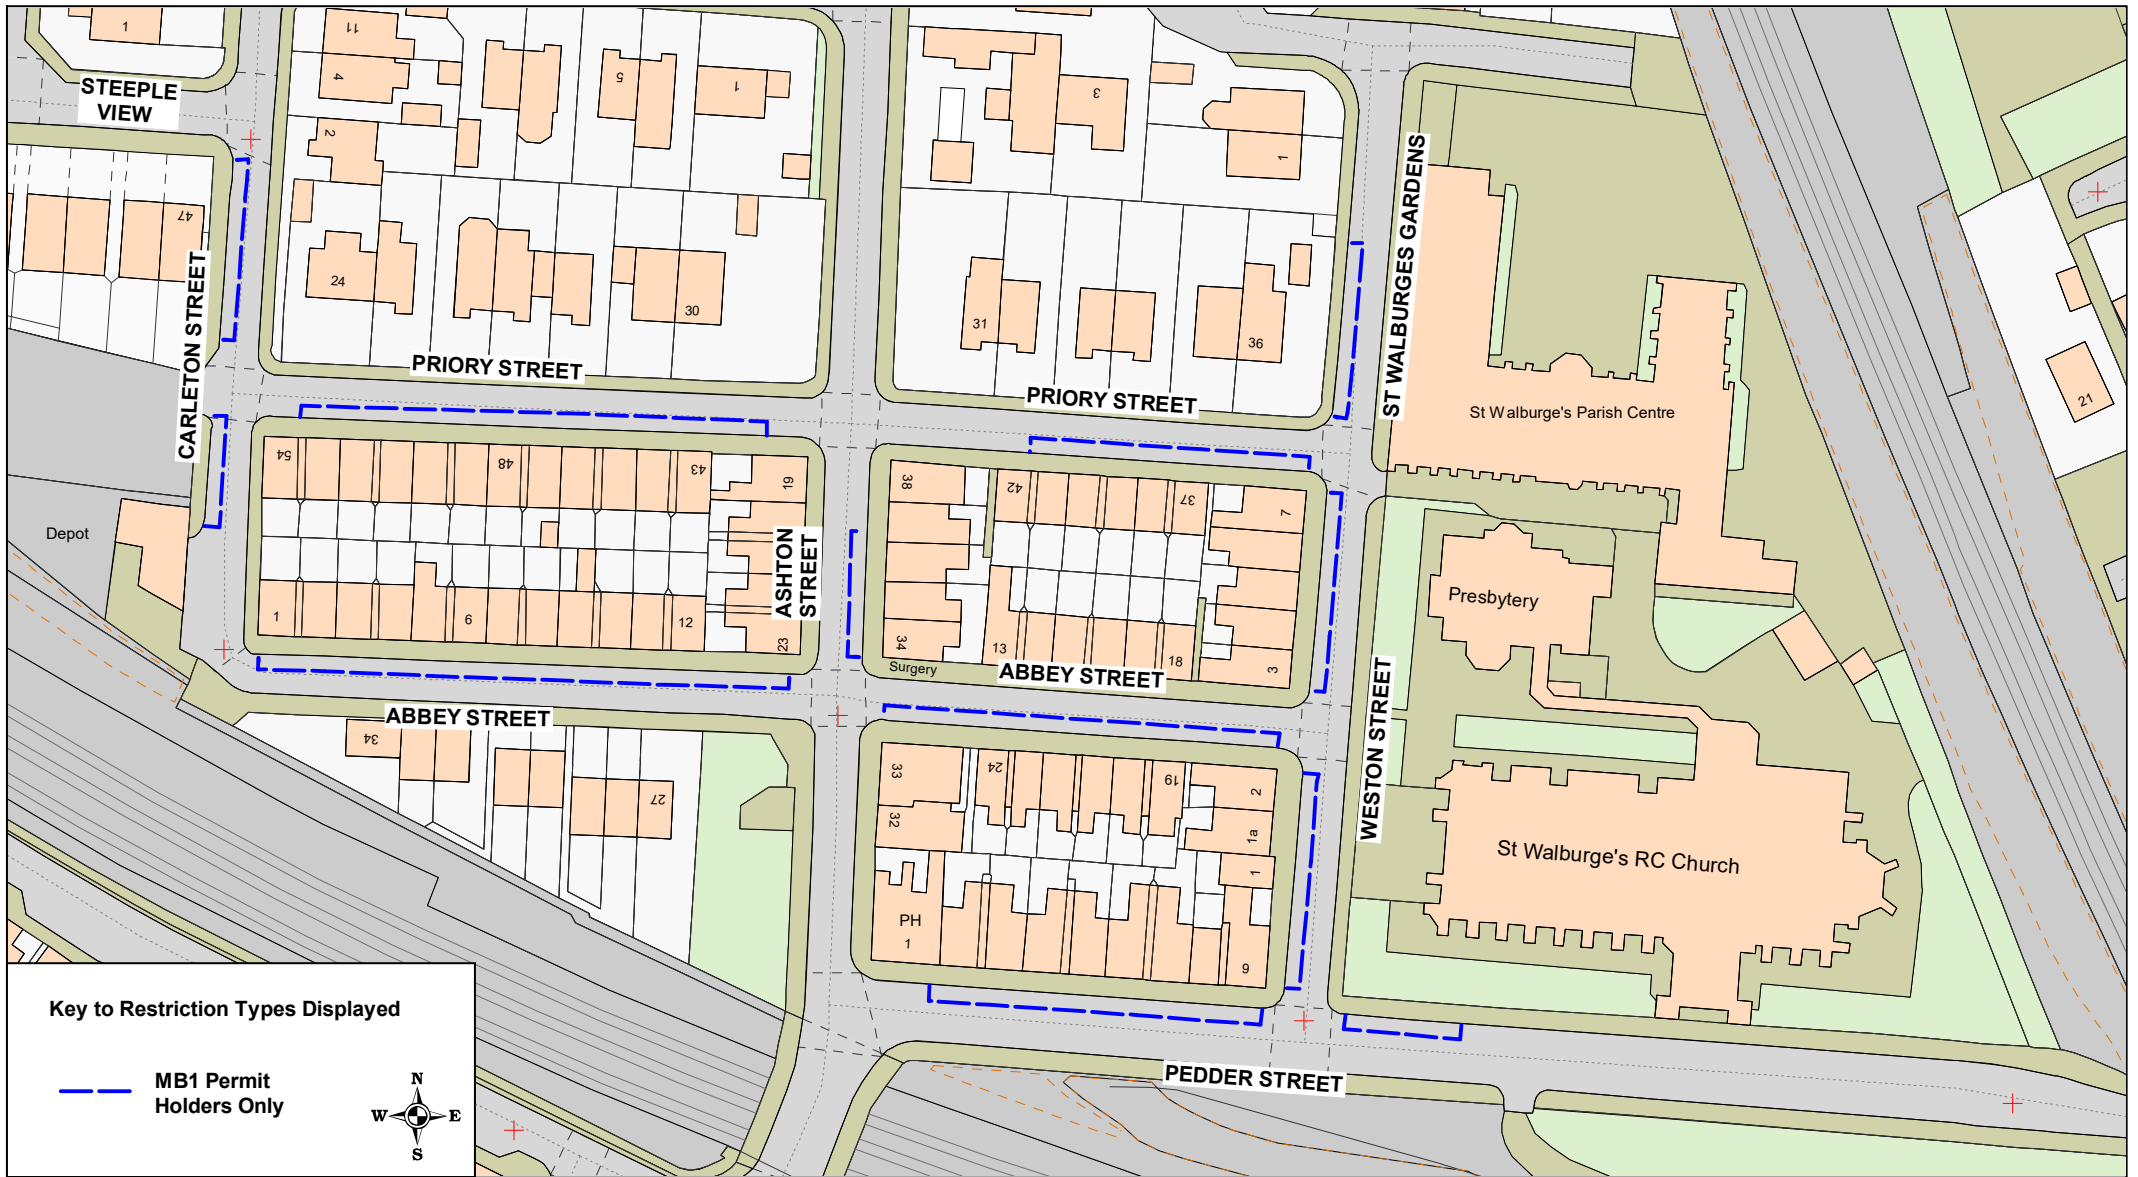 1
11
4
5
1
3
1
STEEPLE
VIEW
2
47
ST WALBURGES GARDENS
CARLETON STREET
24
30
31
36
21
PRIORY STREET
PRIORY STREET
St Walburge's Parish Centre
54
48
43
19
38
42
37
7
Depot
ASHTON
STREET
Presbytery
1
6
12
23
34
13
18
3
Surgery
ABBEY STREET
ABBEY STREET
WESTON STREET
34
27
33
24
19
2
32
1a
1
St Walburge's RC Church
PH
1
9
Key to Restriction Types Displayed
MB1 Permit
Holders Only
N
W E
S
PEDDER STREET